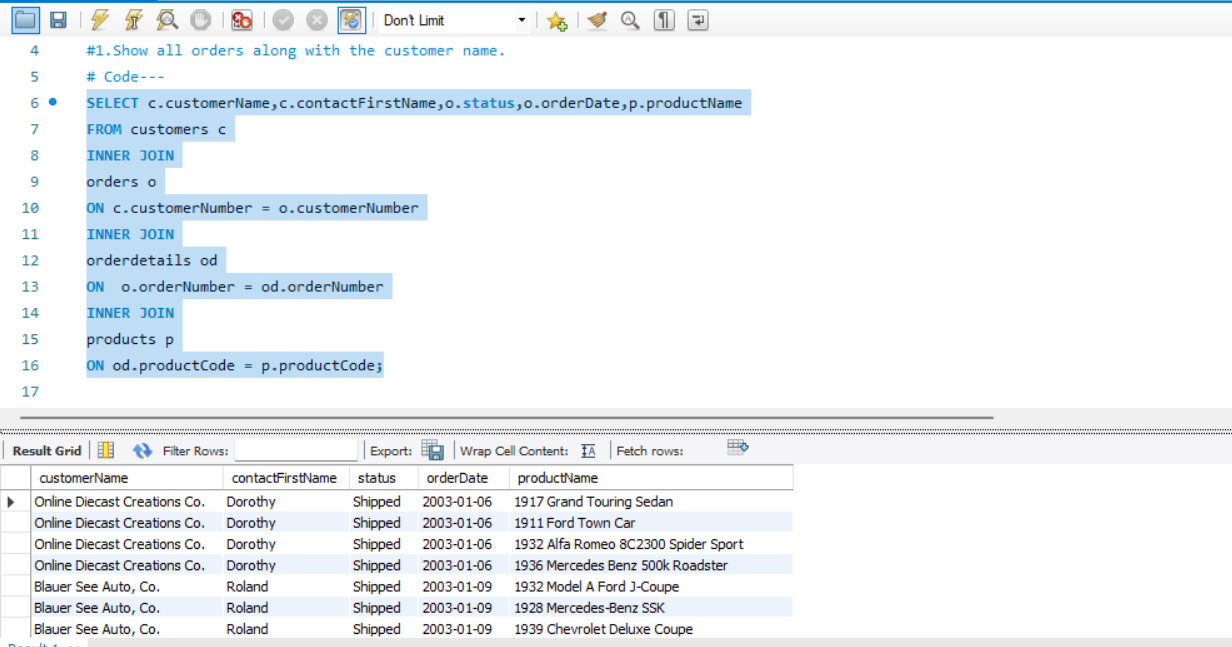 Don't Limit
4 #1.Show all orders along with the customer name.
5 # Code---
6 SELECT c.customerName,c.contactFirstName,o.status,o.orderDate,p.productName
7 FROM customers c
8 INNER JOIN
9 orders o
10 ON c.customerNumber = o.customerNumber
11 INNER JOIN
12 orderdetails od
13 ON  o.orderNumber = od.orderNumber
14 INNER JOIN
15 products p
16 ON od.productCode = p.productCode;
17
Result Grid Filter Rows: Export: Wrap Cell Content: Fetch rows:
customerName contactFirstName status orderDate productName
Online Diecast Creations Co. Dorothy Shipped 2003-01-06 1917 Grand Touring Sedan
Online Diecast Creations Co. Dorothy Shipped 2003-01-06 1911 Ford Town Car
Online Diecast Creations Co. Dorothy Shipped 2003-01-06 1932 Alfa Romeo 8C2300 Spider Sport
Online Diecast Creations Co. Dorothy Shipped 2003-01-06 1936 Mercedes Benz 500k Roadster
Blauer See Auto, Co. Roland Shipped 2003-01-09 1932 Model A Ford J-Coupe
Blauer See Auto, Co. Roland Shipped 2003-01-09 1928 Mercedes-Benz SSK
Blauer See Auto, Co. Roland Shipped 2003-01-09 1939 Chevrolet Deluxe Coupe